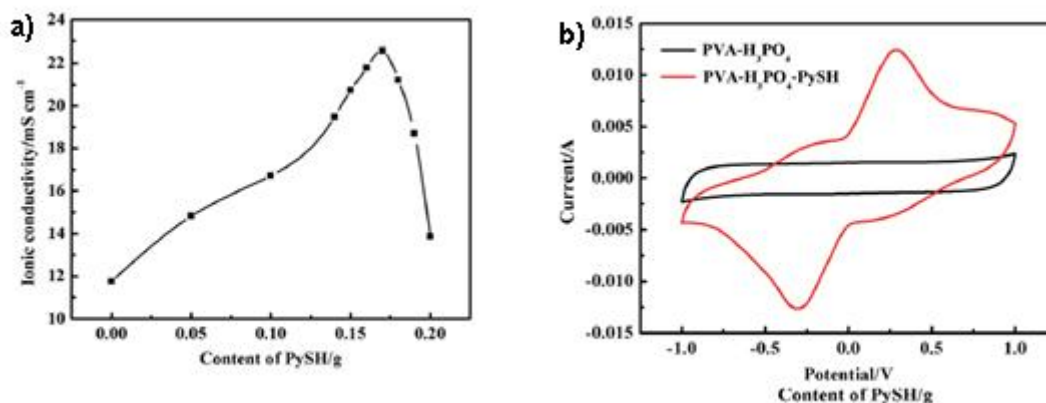 a)
Ionic conductivity/mS cm⁻¹
24
22
20
18
16
14
12
10
0.00 0.05 0.10 0.15 0.20
Content of PySH/g
b)
PVA-H₃PO₄
PVA-H₃PO₄-PySH
Current/A
0.015
0.010
0.005
0.000
-0.005
-0.010
-0.015
-1.0 -0.5 0.0 0.5 1.0
Potential/V
Content of PySH/g